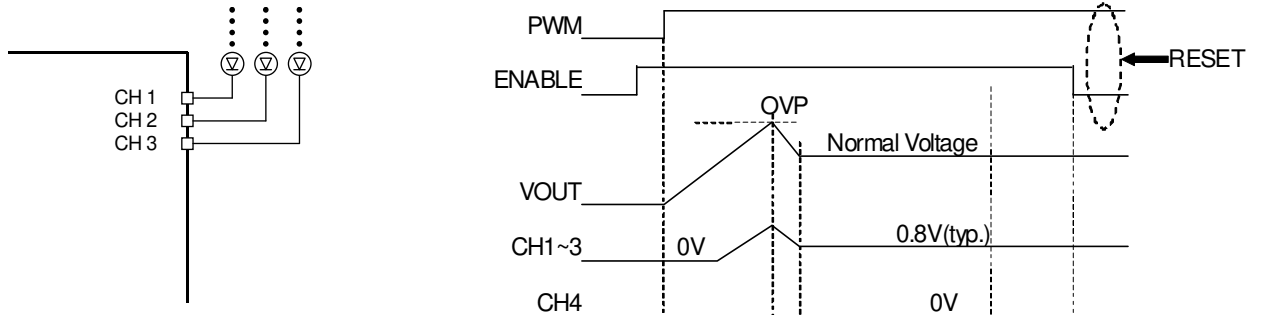 CH 1
CH 2
CH 3
PWM
RESET
ENABLE
OVP
Normal Voltage
VOUT
CH1~3
0V
0.8V(typ.)
CH4
0V